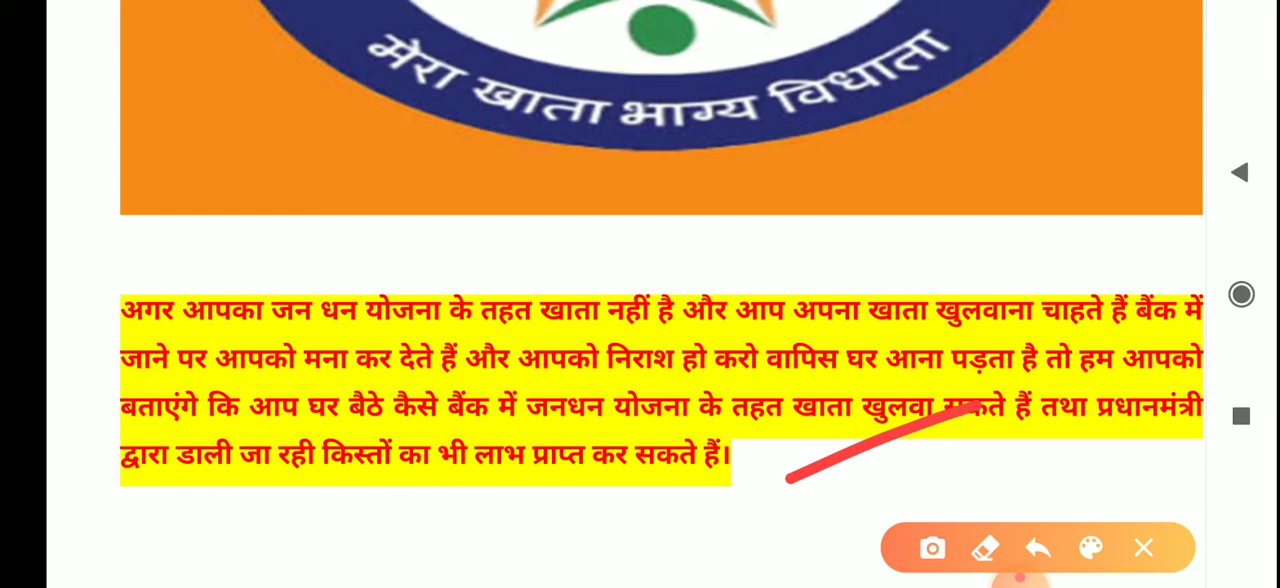 मेरा खाता भाग्य विधाता
अगर आपका जन धन योजना के तहत खाता नहीं है और आप अपना खाता खुलवाना चाहते हैं बैंक में
जाने पर आपको मना कर देते हैं और आपको निराश हो करो वापिस घर आना पड़ता है तो हम आपको
बताएंगे कि आप घर बैठे कैसे बैंक में जनधन योजना के तहत खाता खुलवा सकते हैं तथा प्रधानमंत्री
द्वारा डाली जा रही किस्तों का भी लाभ प्राप्त कर सकते हैं।